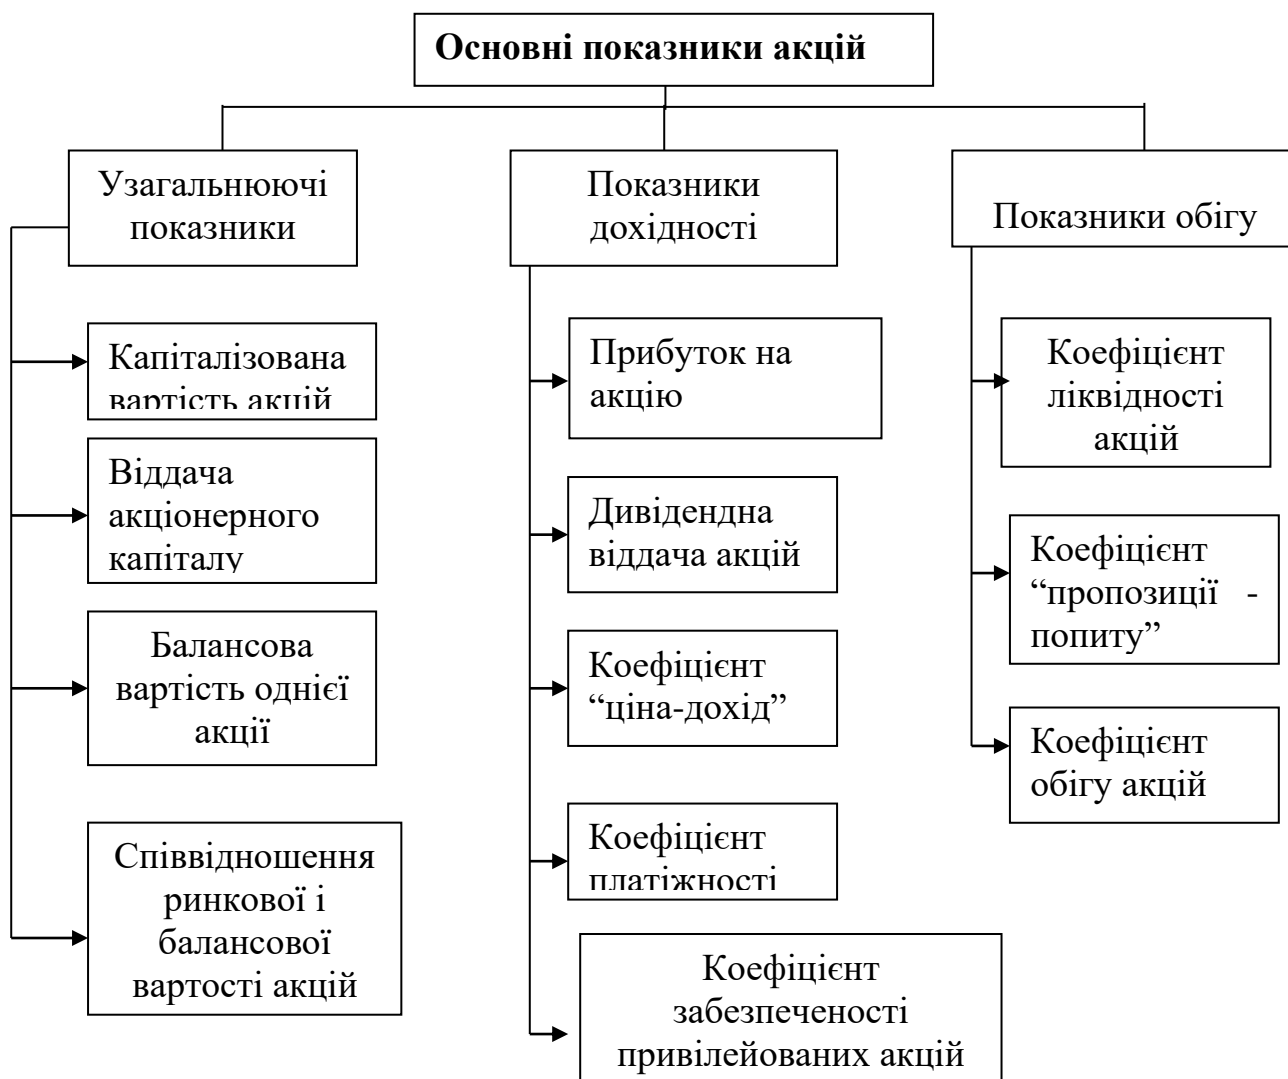 Основні показники акцій
Узагальнюючі
показники
Капіталізована
вартість акцій
Віддача
акціонерного
капіталу
Балансова
вартість однієї
акції
Співвідношення
ринкової і
балансової
вартості акцій
Показники
дохідності
Прибуток на
акцію
Дивідендна
віддача акцій
Коефіцієнт
“ціна-дохід”
Коефіцієнт
платіжності
Коефіцієнт
забезпеченості
привілейованих акцій
Показники обігу
Коефіцієнт
ліквідності
акцій
Коефіцієнт
“пропозиції -
попиту”
Коефіцієнт
обігу акцій